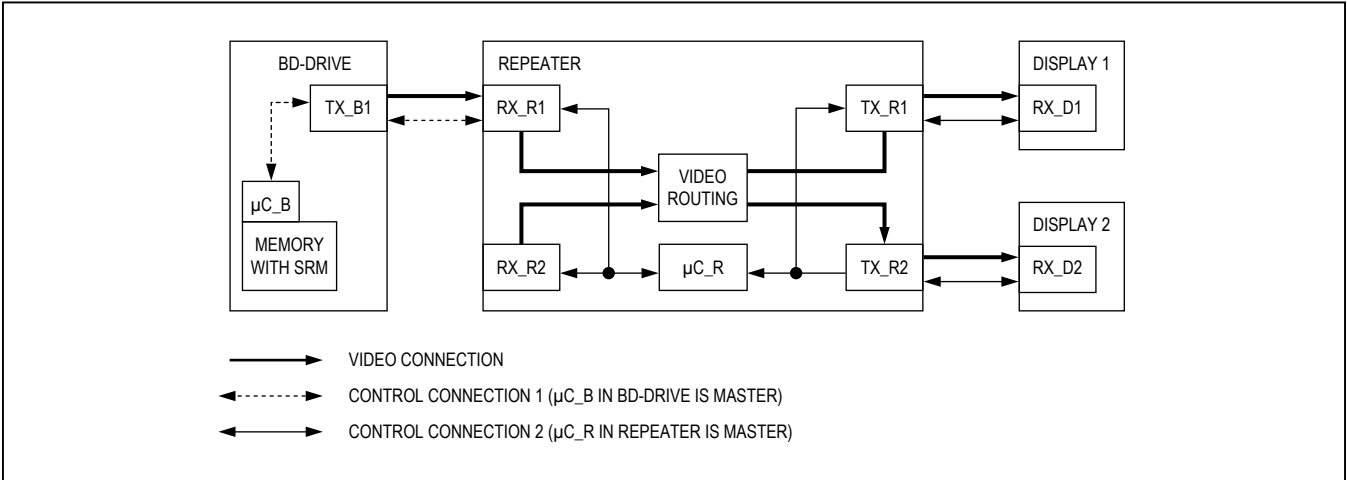 BD-DRIVE
TX_B1
µC_B
MEMORY
WITH SRM
REPEATER
RX_R1
RX_R2
VIDEO
ROUTING
µC_R
TX_R1
TX_R2
DISPLAY 1
RX_D1
DISPLAY 2
RX_D2
VIDEO CONNECTION
CONTROL CONNECTION 1 (µC_B IN BD-DRIVE IS MASTER)
CONTROL CONNECTION 2 (µC_R IN REPEATER IS MASTER)